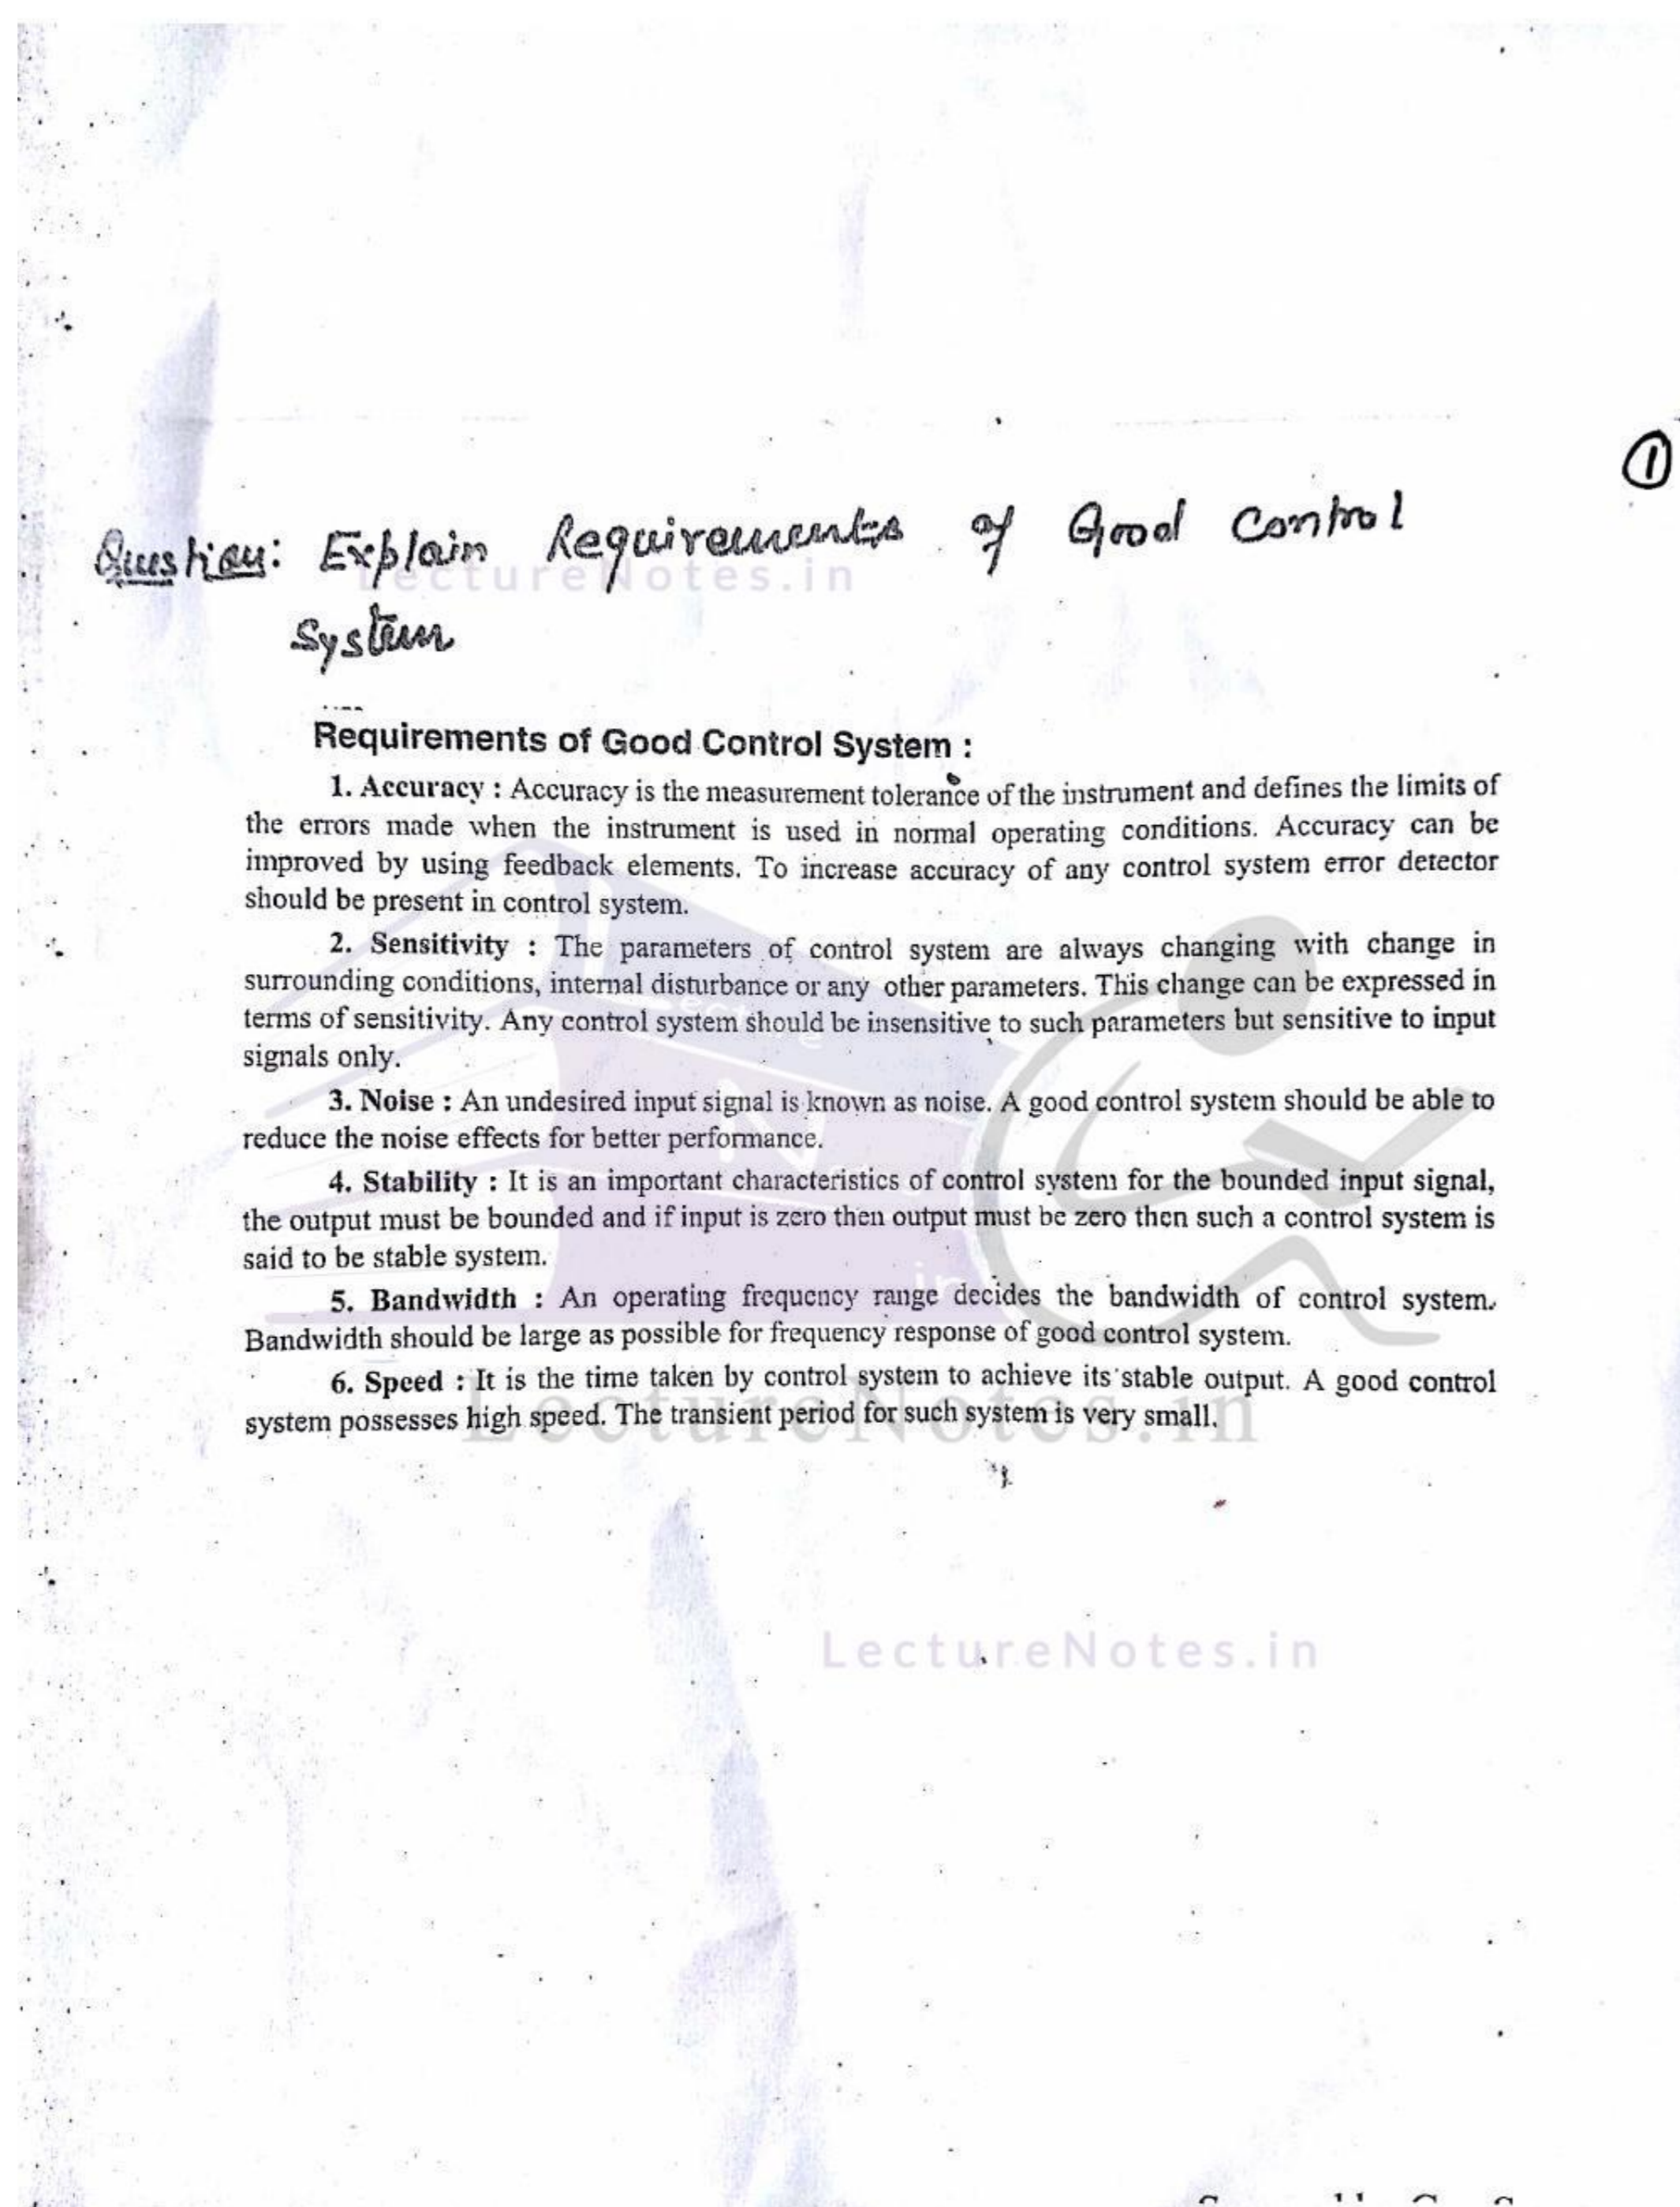 ①
Question: Explain Requirements of Good Control
LectureNotes.in
System
Requirements of Good Control System :
1. Accuracy : Accuracy is the measurement tolerance of the instrument and defines the limits of
the errors made when the instrument is used in normal operating conditions. Accuracy can be
improved by using feedback elements. To increase accuracy of any control system error detector
should be present in control system.
2. Sensitivity : The parameters of control system are always changing with change in
surrounding conditions, internal disturbance or any other parameters. This change can be expressed in
terms of sensitivity. Any control system should be insensitive to such parameters but sensitive to input
signals only.
3. Noise : An undesired input signal is known as noise. A good control system should be able to
reduce the noise effects for better performance.
4. Stability : It is an important characteristics of control system for the bounded input signal,
the output must be bounded and if input is zero then output must be zero then such a control system is
said to be stable system.
5. Bandwidth : An operating frequency range decides the bandwidth of control system.
Bandwidth should be large as possible for frequency response of good control system.
6. Speed : It is the time taken by control system to achieve its stable output. A good control
system possesses high speed. The transient period for such system is very small.
LectureNotes.in
LectureNotes.in